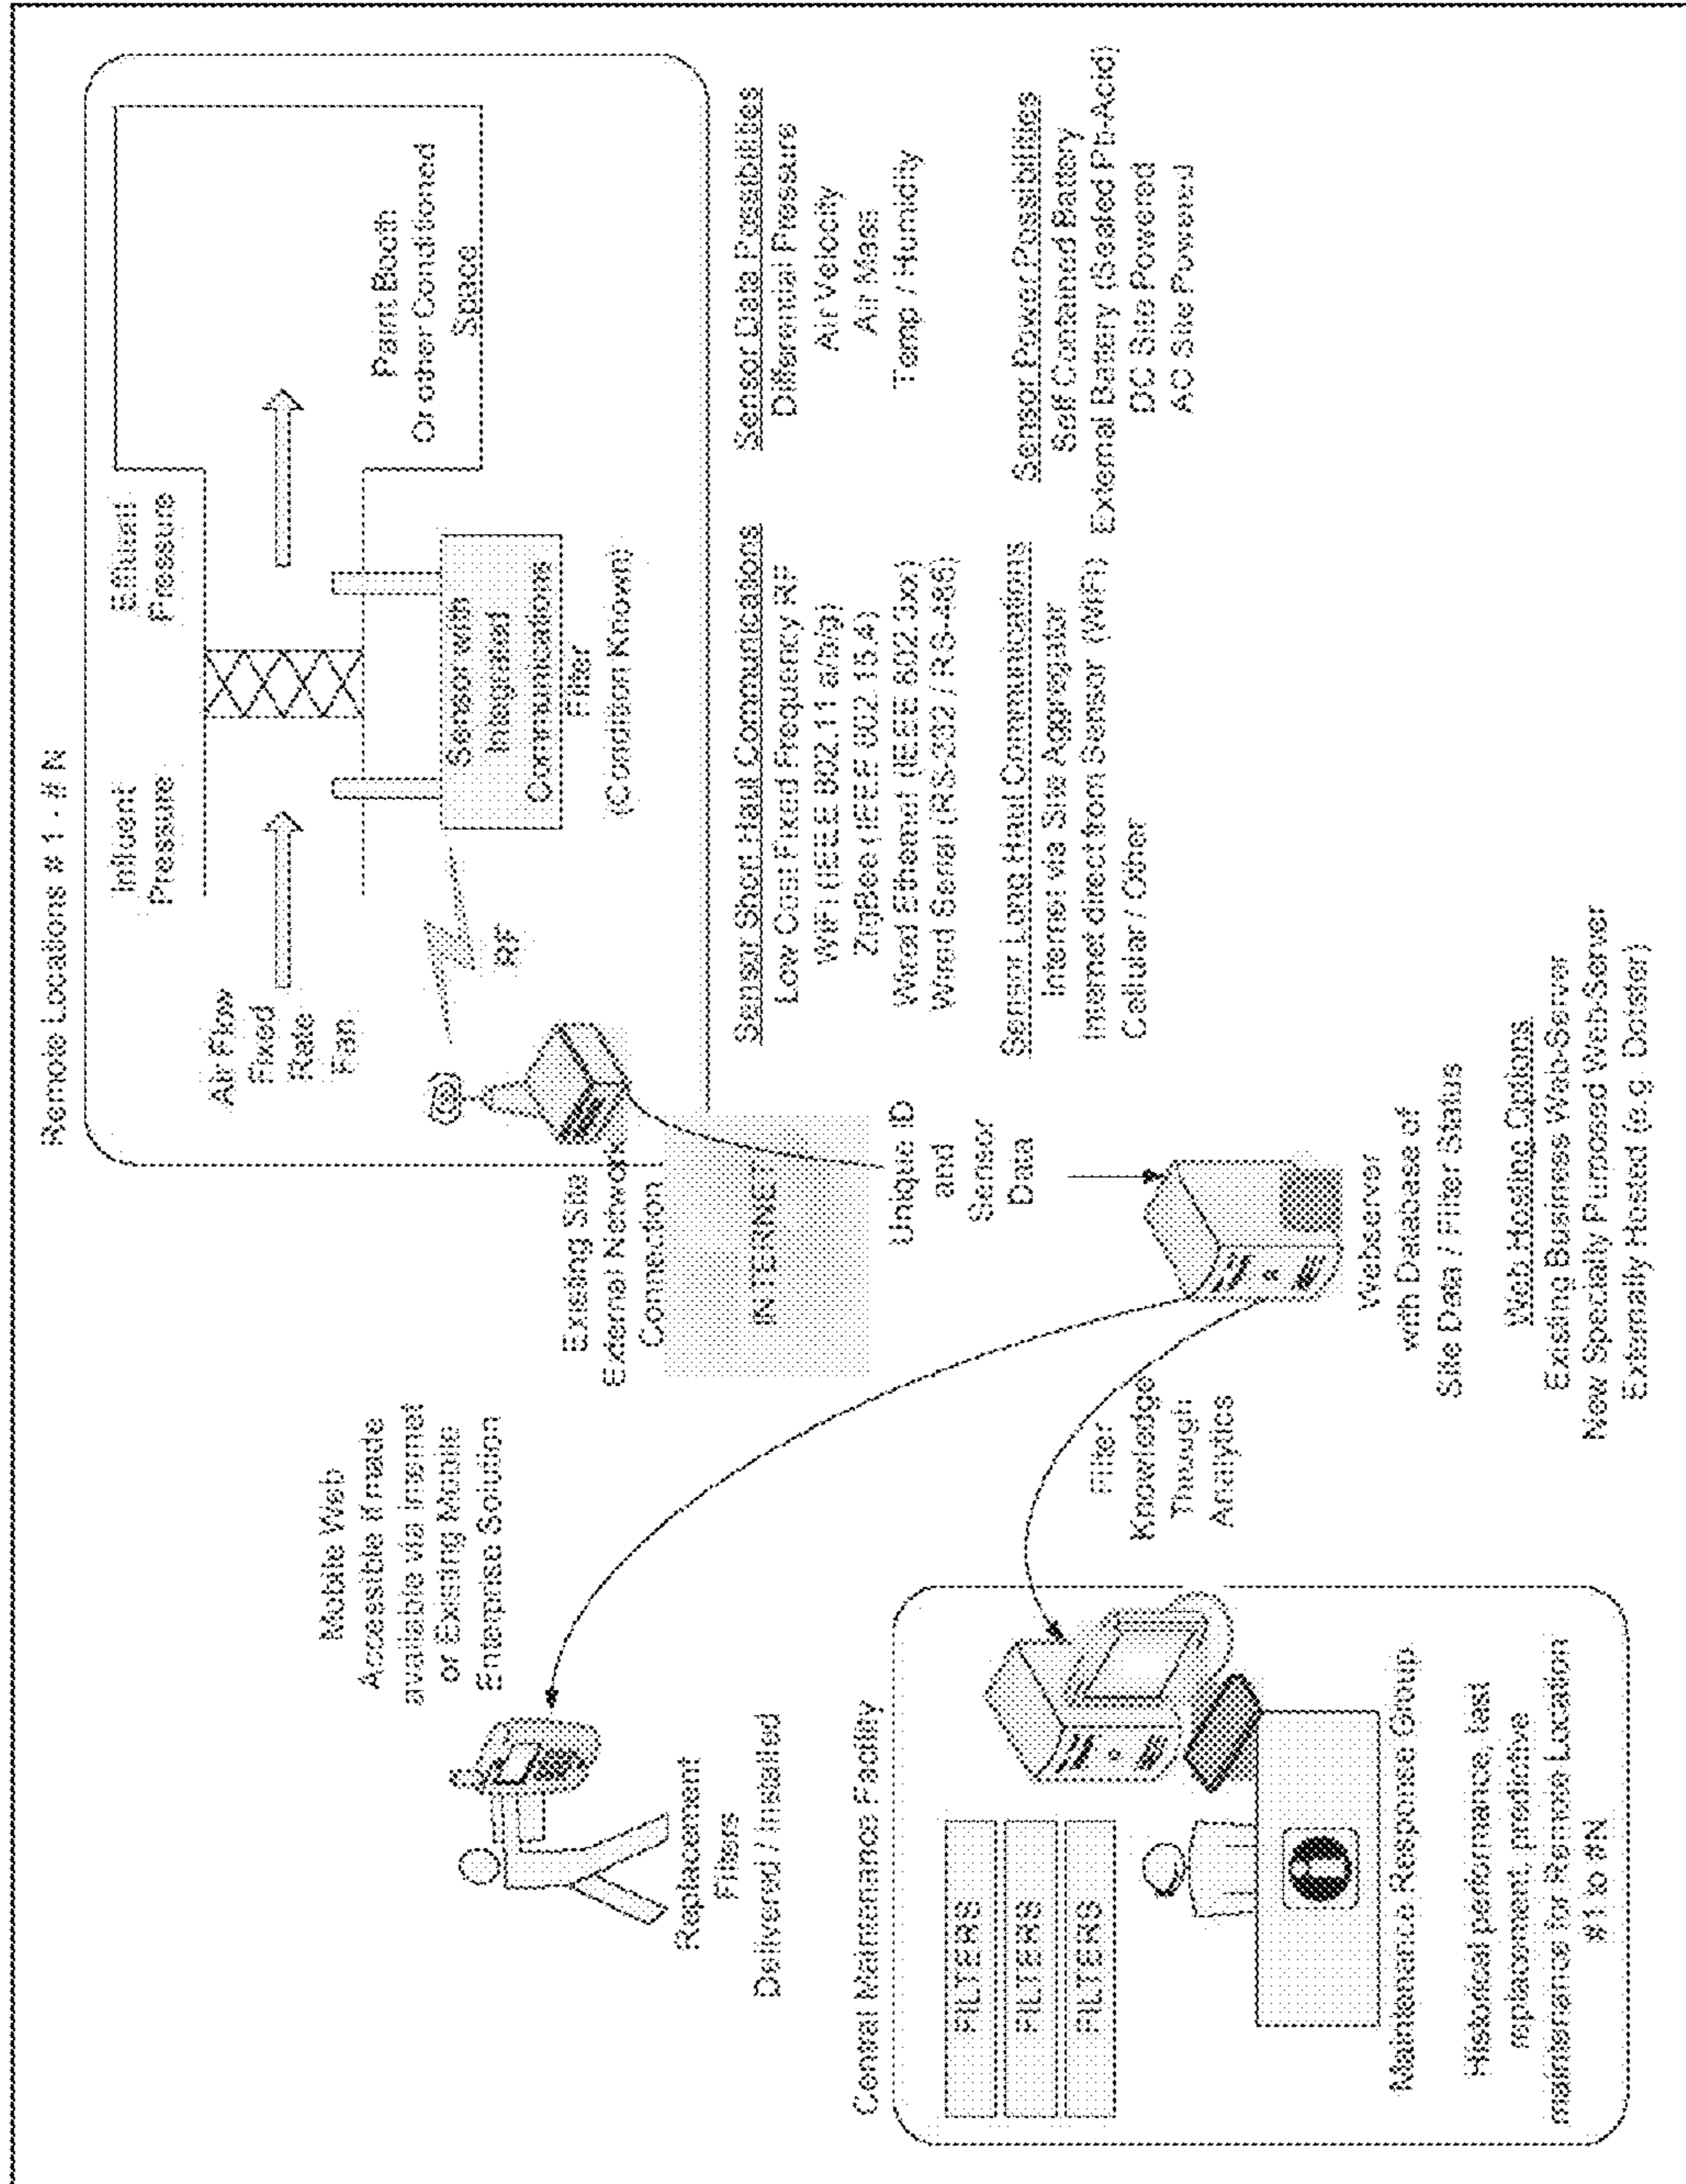 Remote Locations # 1 - # N
Air Flow
Fixed
Rate
Fan
Influent
Pressure
Effluent
Pressure
Paint Booth
Or other Conditioned
Space
Sensor with
Integrated
Communications
Filter
(Condition Known)
RF
Existing Site
External Network
Connection
INTERNET
Unique ID
and
Sensor
Data
Sensor Short Haul Communications
Low Cost Fixed Frequency RF
WiFi (IEEE 802.11 a/b/g)
ZigBee (IEEE 802.15.4)
Wired Ethernet (IEEE 802.3xx)
Wired Serial (RS-232 / RS-485)
Sensor Data Possibilities
Differential Pressure
Air Velocity
Air Mass
Temp / Humidity
Sensor Long Haul Communications
Internet via Site Aggregator
Internet direct from Sensor (WiFi)
Cellular / Other
Sensor Power Possibilities
Self Contained Battery
External Battery (Sealed Pb-Acid)
DC Site Powered
AC Site Powered
Mobile Web
Accessible if made
available via Internet
or Existing Mobile
Enterprise Solution
Replacement
Filters
Delivered / Installed
Filter
Knowledge
Through
Analytics
Webserver
with Database of
Site Data / Filter Status
Web Hosting Options
Existing Business Web-Server
New Specially Purposed Web-Server
Externally Hosted (e.g. Dotster)
Central Maintenance Facility
FILTERS
FILTERS
FILTERS
Maintenance Response Group
Historical performance, last
replacement, predictive
maintenance for Remote Location
#1 to #N